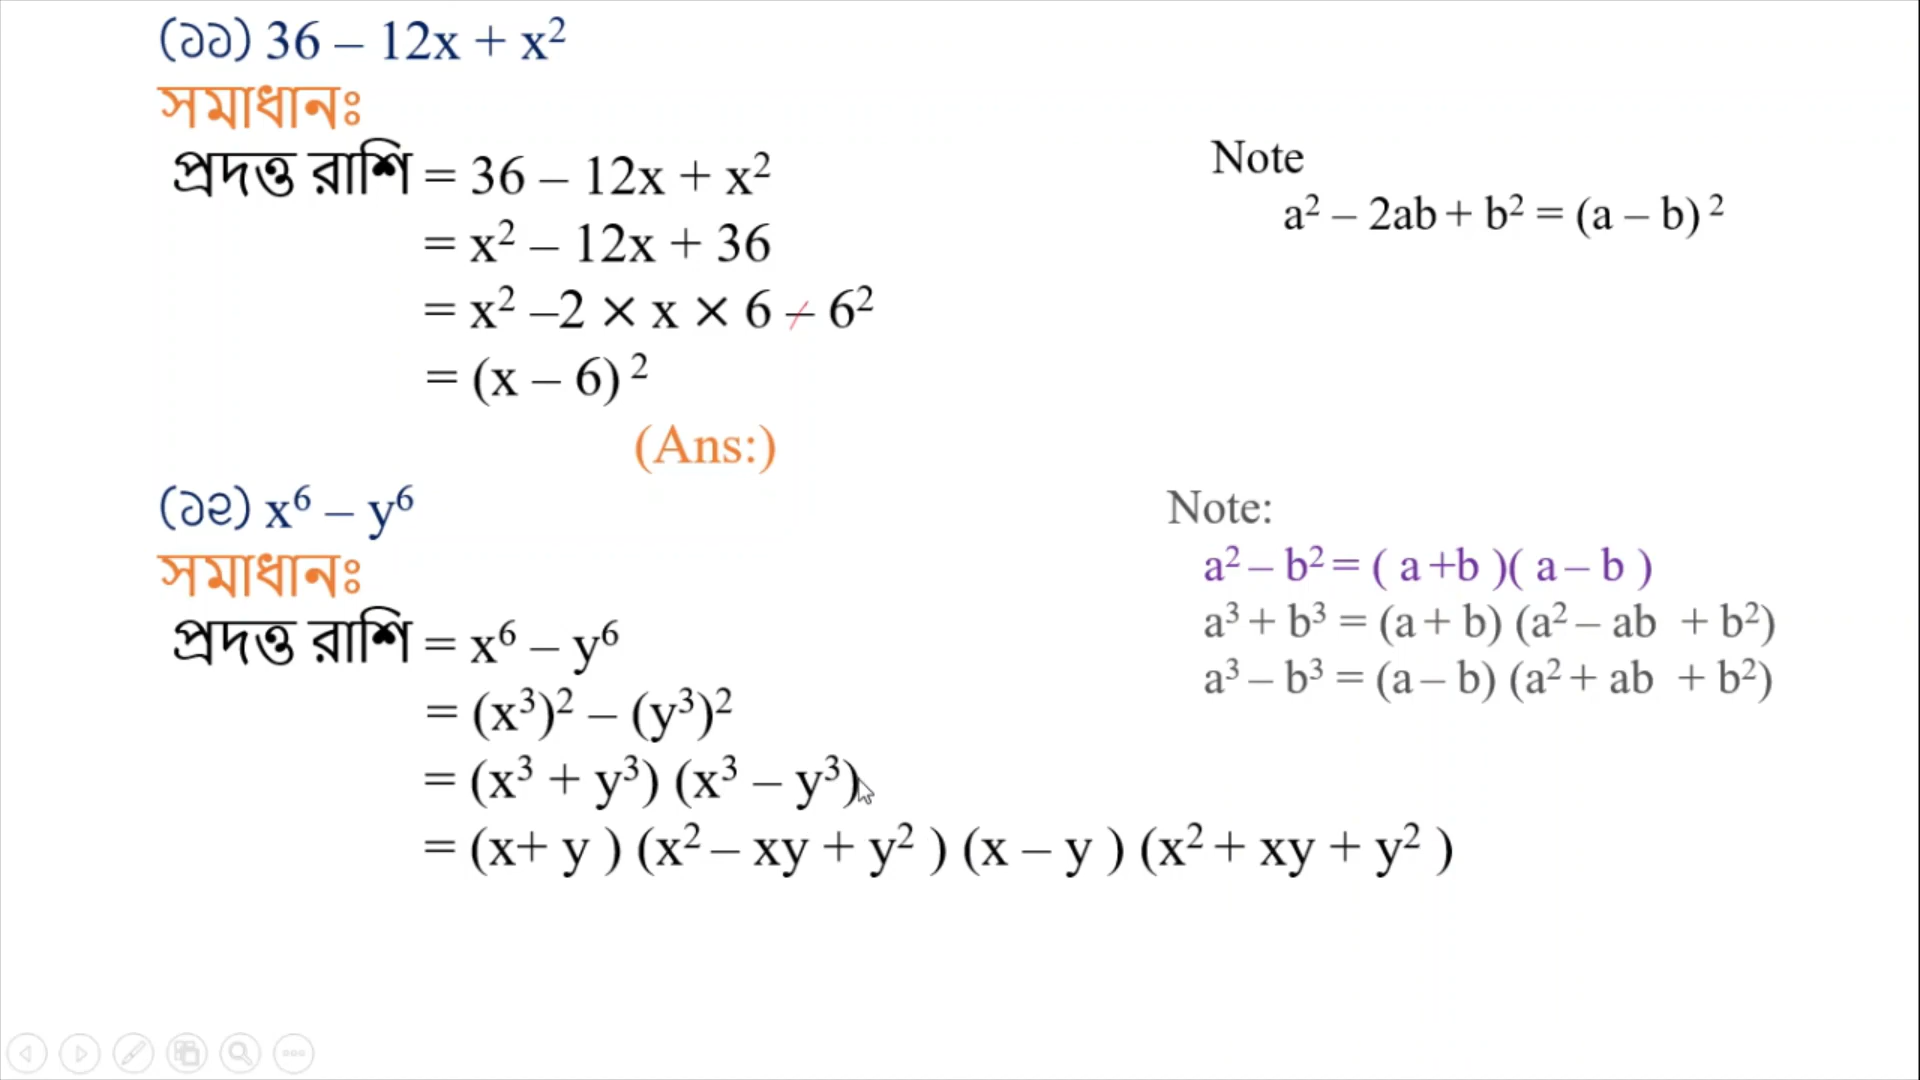 (১১) 36 – 12x + x²
সমাধানঃ
প্রদত্ত রাশি = 36 – 12x + x²
= x² – 12x + 36
= x² –2 × x × 6 – 6²
= (x – 6) ²
(Ans:)
Note
a² – 2ab + b² = (a – b) ²
(১২) x⁶ – y⁶
সমাধানঃ
প্রদত্ত রাশি = x⁶ – y⁶
= (x³)² – (y³)²
= (x³ + y³) (x³ – y³)
= (x+ y ) (x² – xy + y² ) (x – y ) (x² + xy + y² )
Note:
a² – b² = ( a +b )( a – b )
a³ + b³ = (a + b) (a² – ab + b²)
a³ – b³ = (a – b) (a² + ab + b²)